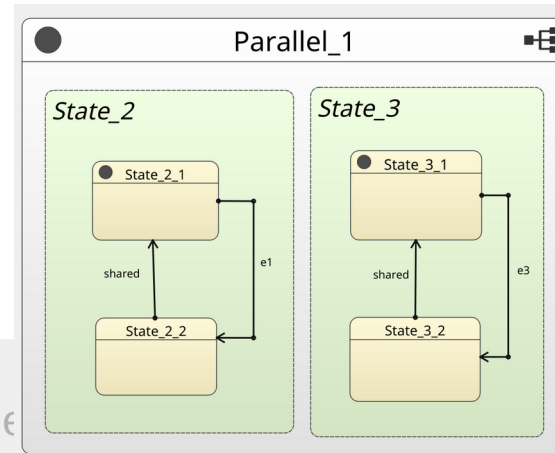 Parallel_1
State_2
State_3
State_2_1
State_3_1
shared
e1
shared
e3
State_2_2
State_3_2
e